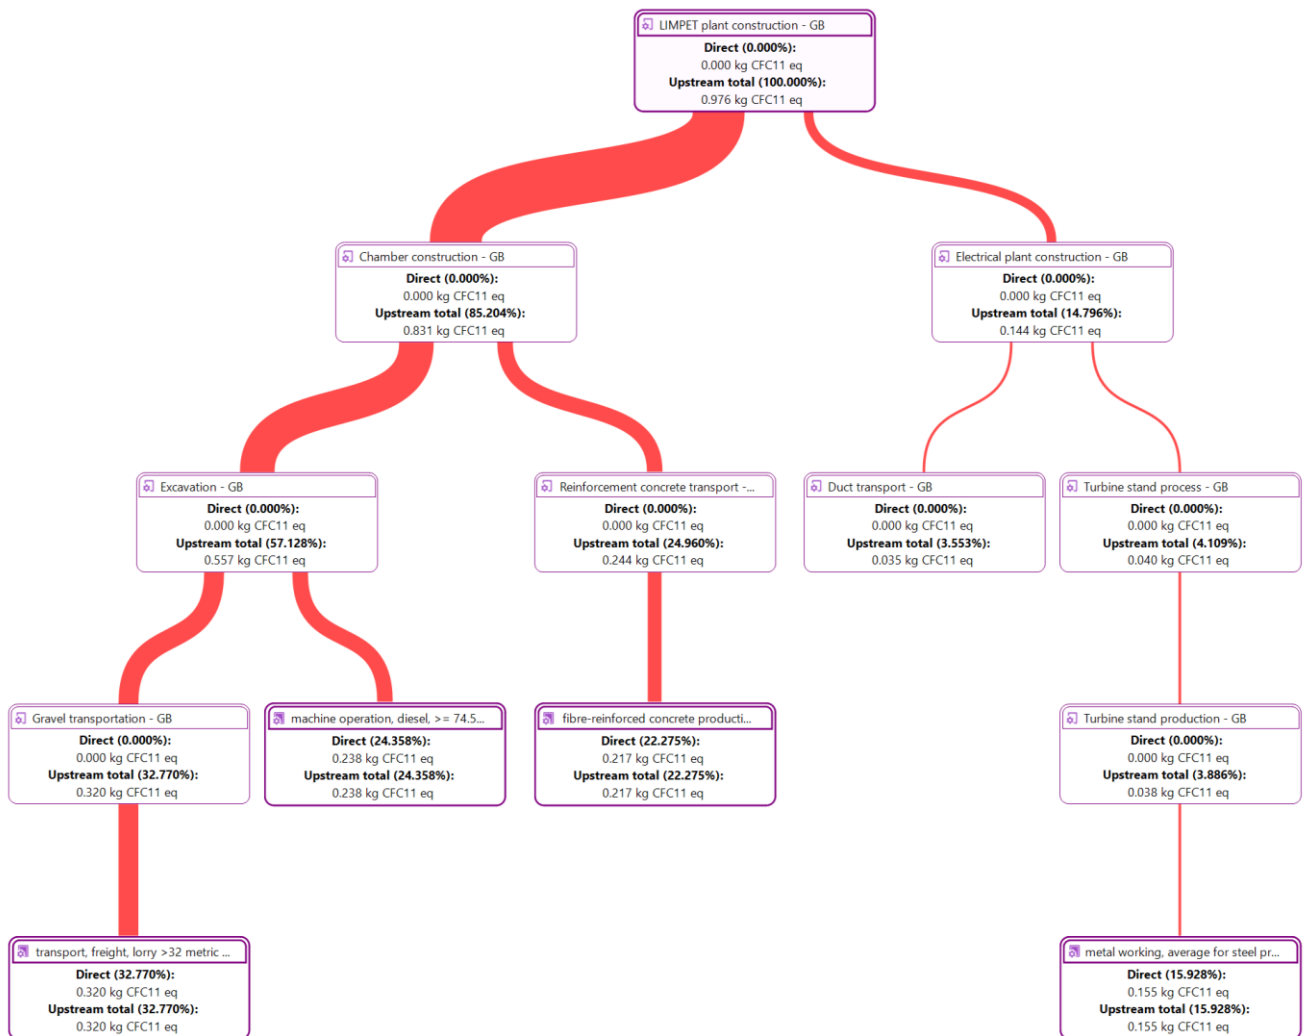 LIMPET plant construction - GB
Direct (0.000%):
0.000 kg CFC11 eq
Upstream total (100.000%):
0.976 kg CFC11 eq
Chamber construction - GB
Direct (0.000%):
0.000 kg CFC11 eq
Upstream total (85.204%):
0.831 kg CFC11 eq
Electrical plant construction - GB
Direct (0.000%):
0.000 kg CFC11 eq
Upstream total (14.796%):
0.144 kg CFC11 eq
Excavation - GB
Direct (0.000%):
0.000 kg CFC11 eq
Upstream total (57.128%):
0.557 kg CFC11 eq
Reinforcement concrete transport -...
Direct (0.000%):
0.000 kg CFC11 eq
Upstream total (24.960%):
0.244 kg CFC11 eq
Duct transport - GB
Direct (0.000%):
0.000 kg CFC11 eq
Upstream total (3.553%):
0.035 kg CFC11 eq
Turbine stand process - GB
Direct (0.000%):
0.000 kg CFC11 eq
Upstream total (4.109%):
0.040 kg CFC11 eq
Gravel transportation - GB
Direct (0.000%):
0.000 kg CFC11 eq
Upstream total (32.770%):
0.320 kg CFC11 eq
machine operation, diesel, >= 74.5...
Direct (24.358%):
0.238 kg CFC11 eq
Upstream total (24.358%):
0.238 kg CFC11 eq
fibre-reinforced concrete producti...
Direct (22.275%):
0.217 kg CFC11 eq
Upstream total (22.275%):
0.217 kg CFC11 eq
Turbine stand production - GB
Direct (0.000%):
0.000 kg CFC11 eq
Upstream total (3.886%):
0.038 kg CFC11 eq
transport, freight, lorry >32 metric ...
Direct (32.770%):
0.320 kg CFC11 eq
Upstream total (32.770%):
0.320 kg CFC11 eq
metal working, average for steel pr...
Direct (15.928%):
0.155 kg CFC11 eq
Upstream total (15.928%):
0.155 kg CFC11 eq